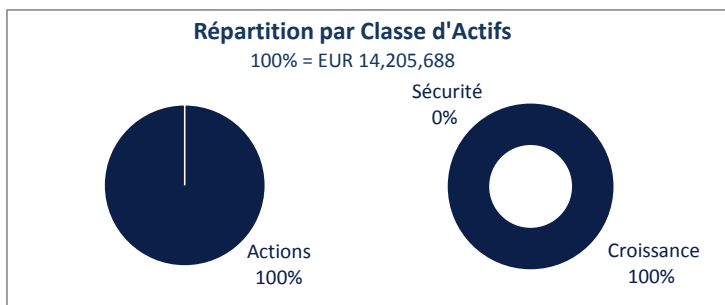 Répartition par Classe d'Actifs
100% = EUR 14,205,688
Sécurité
0%
Actions
100%
Croissance
100%